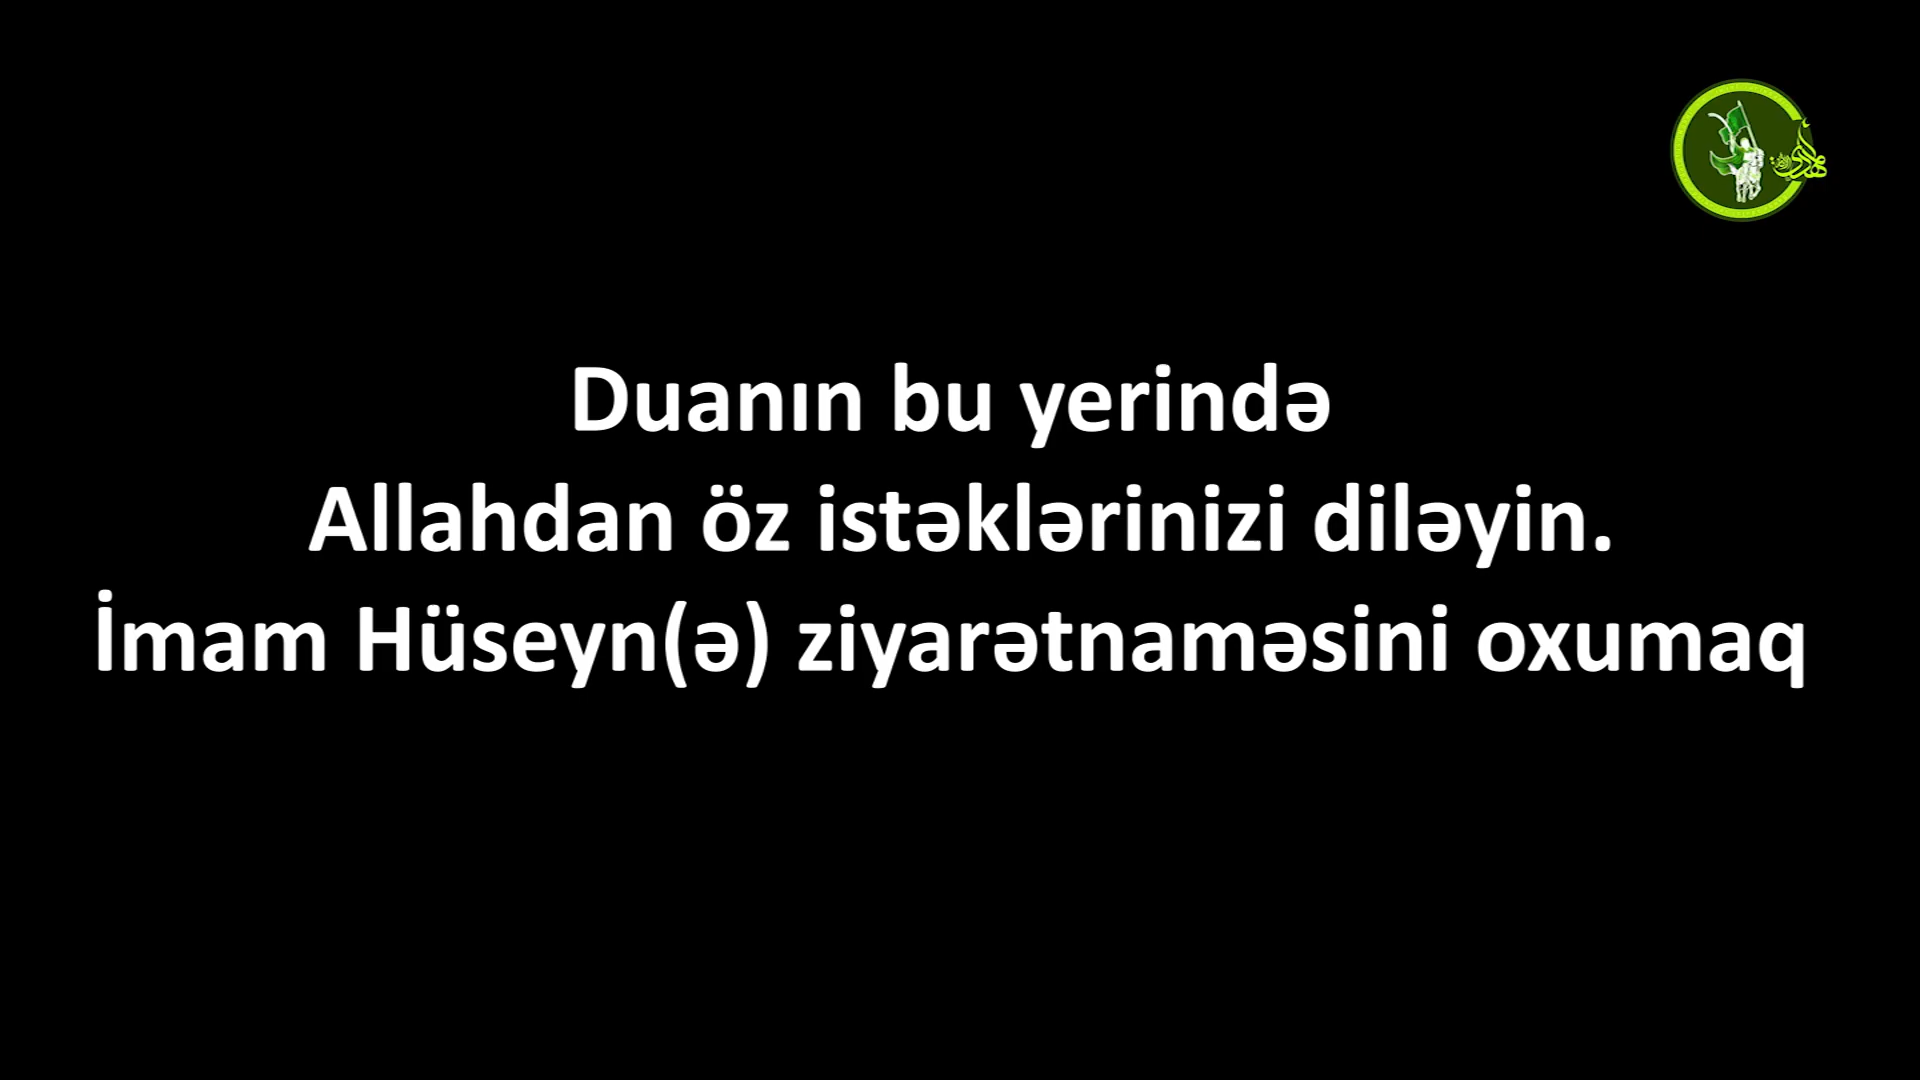 Duanın bu yerində
Allahdan öz istəklərinizi diləyin.
İmam Hüseyn(ə) ziyarətnaməsini oxumaq